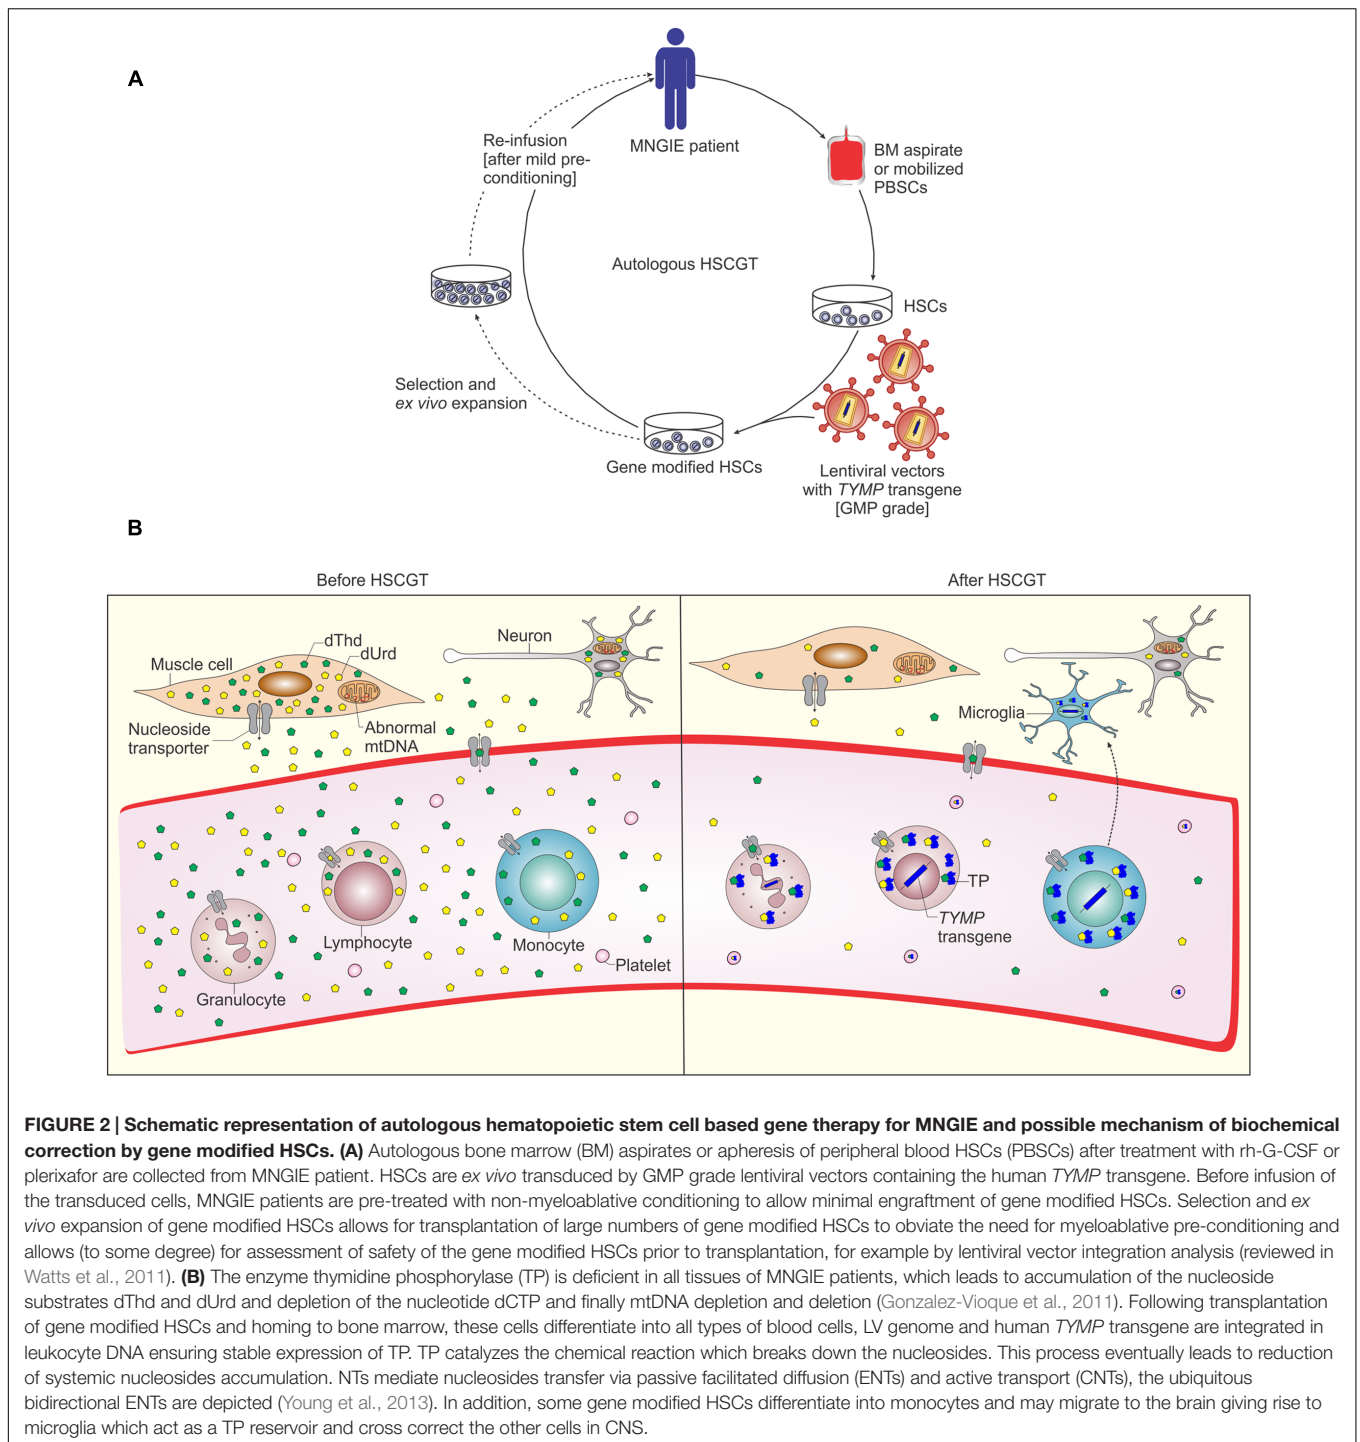 A
MNGIE patient
Re-infusion
[after mild pre-
conditioning]
BM aspirate
or mobilized
PBSCs
Autologous HSCGT
HSCs
Selection and
ex vivo expansion
Gene modified HSCs
Lentiviral vectors
with TYMP transgene
[GMP grade]
B
Before HSCGT
After HSCGT
Muscle cell
dThd
dUrd
Neuron
Nucleoside
transporter
Abnormal
mtDNA
Microglia
Granulocyte
Lymphocyte
Monocyte
Platelet
TP
TYMP
transgene
FIGURE 2 | Schematic representation of autologous hematopoietic stem cell based gene therapy for MNGIE and possible mechanism of biochemical
correction by gene modified HSCs. (A) Autologous bone marrow (BM) aspirates or apheresis of peripheral blood HSCs (PBSCs) after treatment with rh-G-CSF or
plerixafor are collected from MNGIE patient. HSCs are ex vivo transduced by GMP grade lentiviral vectors containing the human TYMP transgene. Before infusion of
the transduced cells, MNGIE patients are pre-treated with non-myeloablative conditioning to allow minimal engraftment of gene modified HSCs. Selection and ex
vivo expansion of gene modified HSCs allows for transplantation of large numbers of gene modified HSCs to obviate the need for myeloablative pre-conditioning and
allows (to some degree) for assessment of safety of the gene modified HSCs prior to transplantation, for example by lentiviral vector integration analysis (reviewed in
Watts et al., 2011). (B) The enzyme thymidine phosphorylase (TP) is deficient in all tissues of MNGIE patients, which leads to accumulation of the nucleoside
substrates dThd and dUrd and depletion of the nucleotide dCTP and finally mtDNA depletion and deletion (Gonzalez-Vioque et al., 2011). Following transplantation
of gene modified HSCs and homing to bone marrow, these cells differentiate into all types of blood cells, LV genome and human TYMP transgene are integrated in
leukocyte DNA ensuring stable expression of TP. TP catalyzes the chemical reaction which breaks down the nucleosides. This process eventually leads to reduction
of systemic nucleosides accumulation. NTs mediate nucleosides transfer via passive facilitated diffusion (ENTs) and active transport (CNTs), the ubiquitous
bidirectional ENTs are depicted (Young et al., 2013). In addition, some gene modified HSCs differentiate into monocytes and may migrate to the brain giving rise to
microglia which act as a TP reservoir and cross correct the other cells in CNS.